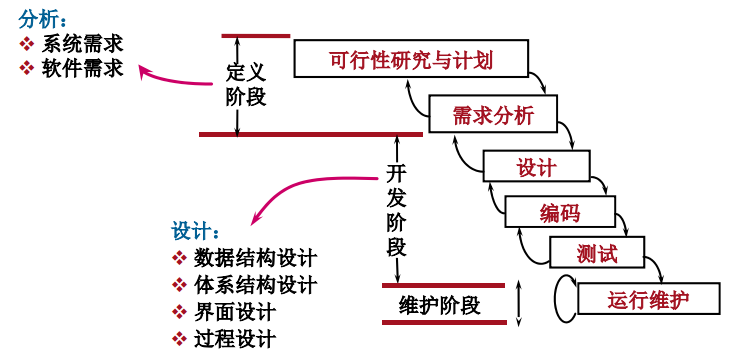 分析：
❖ 系统需求
❖ 软件需求
定义
阶段
可行性研究与计划
需求分析
设计
编码
测试
运行维护
开
发
阶
段
维护阶段
设计：
❖ 数据结构设计
❖ 体系结构设计
❖ 界面设计
❖ 过程设计